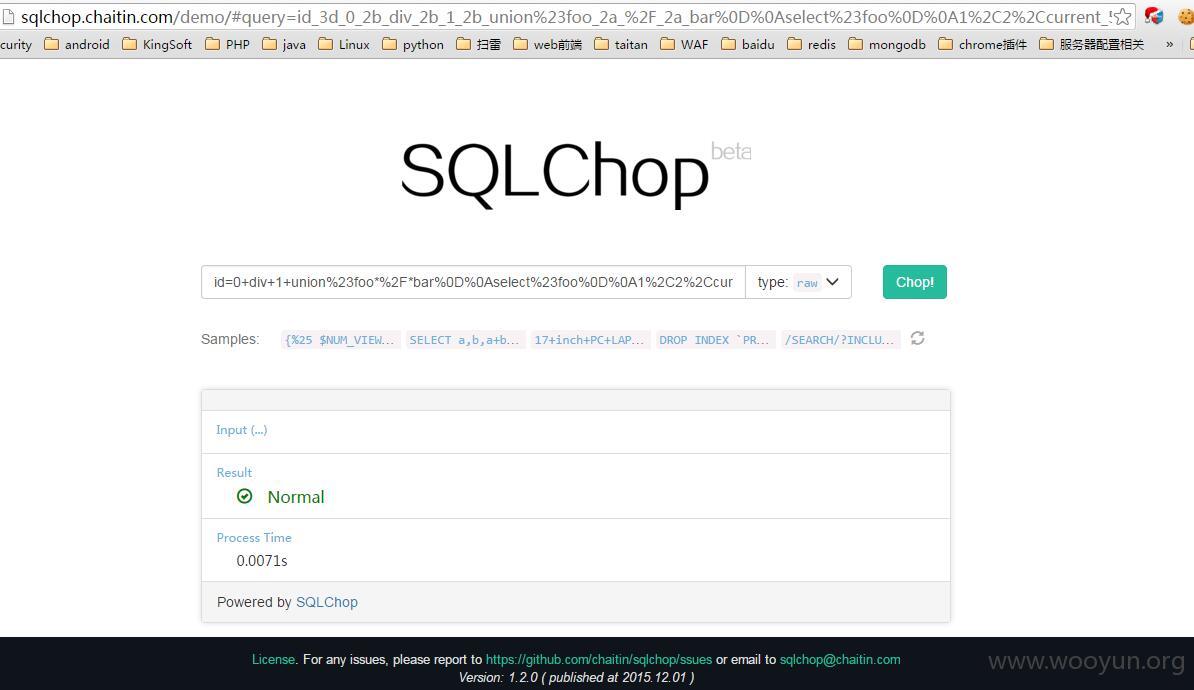 sqlchop.chaitin.com/demo/#query=id_3d_0_2b_div_2b_1_2b_union%23foo_2a_%2F_2a_bar%0D%0Aselect%23foo%0D%0A1%2C2%2Ccurrent_
curity android KingSoft PHP java Linux python 扫雷 web前端 taitan WAF baidu redis mongodb chrome插件 服务器配置相关 »
SQLChop beta
id=0+div+1+union%23foo*%2F*bar%0D%0Aselect%23foo%0D%0A1%2C2%2Ccur type: raw Chop!
Samples: {%25 $NUM_VIEW... SELECT a,b,a+b... 17+inch+PC+LAP... DROP INDEX `PR... /SEARCH/?INCLU...
Input (...)
Result
Normal
Process Time
0.0071s
Powered by SQLChop
License. For any issues, please report to https://github.com/chaitin/sqlchop/ssues or email to sqlchop@chaitin.com
Version: 1.2.0 ( published at 2015.12.01 )
www.wooyun.org